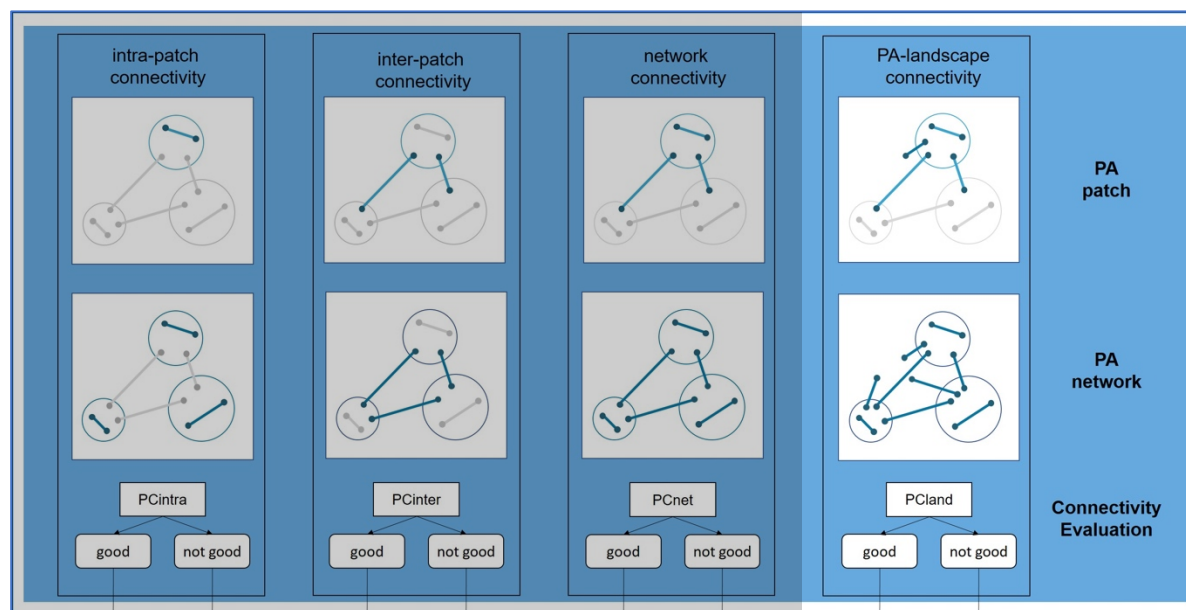 intra-patch
connectivity
inter-patch
connectivity
network
connectivity
PA-landscape
connectivity
PA
patch
PA
network
PCintra
PCinter
PCnet
PCland
Connectivity
Evaluation
good
not good
good
not good
good
not good
good
not good